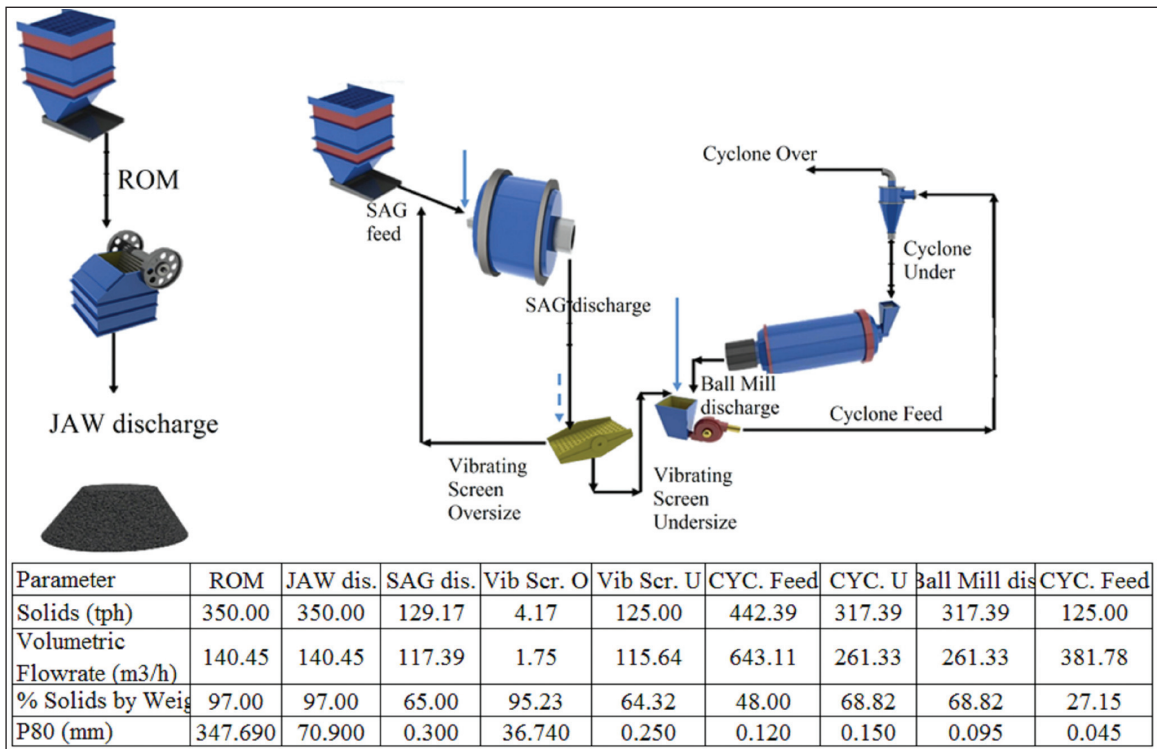 ROM
JAW discharge
SAG
feed
SAG discharge
Vibrating
Screen
Oversize
Vibrating
Screen
Undersize
Ball Mill
discharge
Cyclone Feed
Cyclone Over
Cyclone
Under
Parameter ROM JAW dis. SAG dis. Vib Scr. O Vib Scr. U CYC. Feed CYC. U Ball Mill dis CYC. Feed
Solids (tph) 350.00 350.00 129.17 4.17 125.00 442.39 317.39 317.39 125.00
Volumetric
Flowrate (m3/h) 140.45 140.45 117.39 1.75 115.64 643.11 261.33 261.33 381.78
% Solids by Weig 97.00 97.00 65.00 95.23 64.32 48.00 68.82 68.82 27.15
P80 (mm) 347.690 70.900 0.300 36.740 0.250 0.120 0.150 0.095 0.045